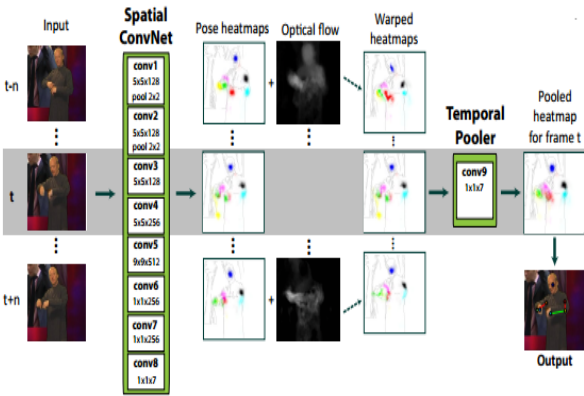 Input
Spatial
ConvNet
Pose heatmaps
Optical flow
Warped
heatmaps
Temporal
Pooler
Pooled
heatmap
for frame t
t-n
t
t+n
conv1
5x5x128
pool 2x2
conv2
5x5x128
pool 2x2
conv3
5x5x128
conv4
5x5x256
conv5
9x9x512
conv6
1x1x256
conv7
1x1x256
conv8
1x1x7
+
+
conv9
1x1x7
Output